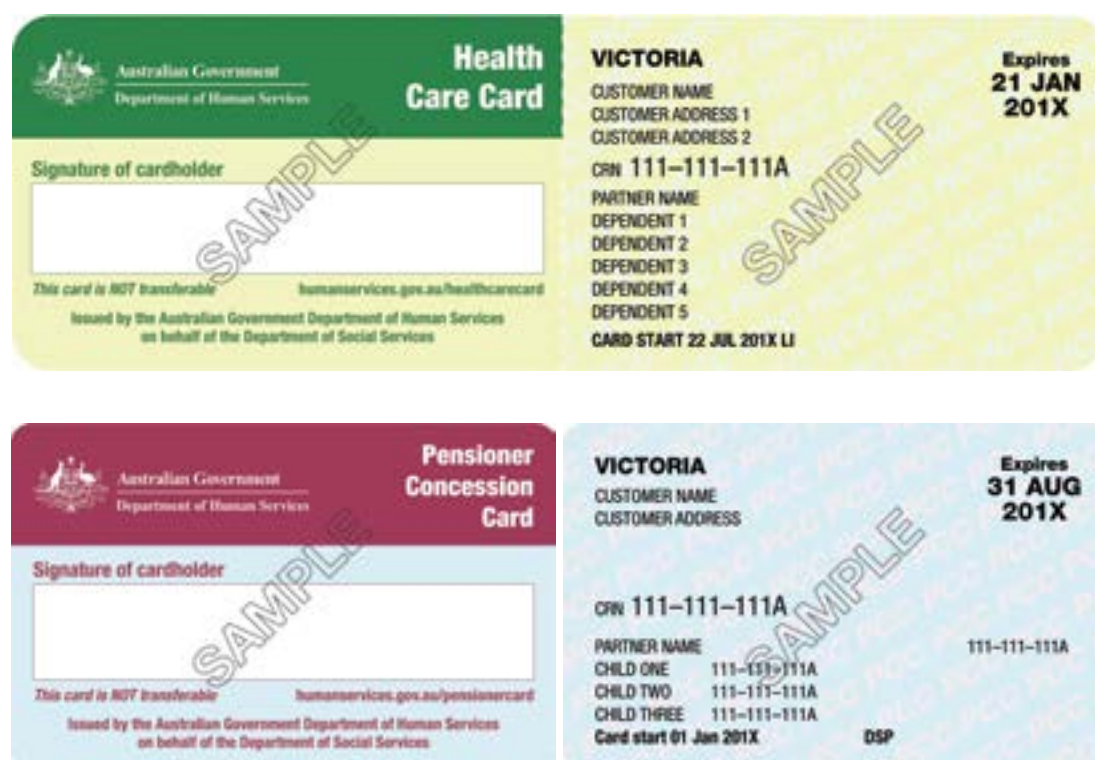 Australian Government
Department of Human Services
Health
Care Card
Signature of cardholder
This card is NOT transferable humanservices.gov.au/healthcarecard
Issued by the Australian Government Department of Human Services
on behalf of the Department of Social Services
SAMPLE
VICTORIA
Expires
21 JAN
201X
CUSTOMER NAME
CUSTOMER ADDRESS 1
CUSTOMER ADDRESS 2
CRN 111–111–111A
PARTNER NAME
DEPENDENT 1
DEPENDENT 2
DEPENDENT 3
DEPENDENT 4
DEPENDENT 5
CARD START 22 JUL 201X LI
SAMPLE
Australian Government
Department of Human Services
Pensioner
Concession
Card
Signature of cardholder
This card is NOT transferable humanservices.gov.au/pensionercard
Issued by the Australian Government Department of Human Services
on behalf of the Department of Social Services
SAMPLE
VICTORIA
Expires
31 AUG
201X
CUSTOMER NAME
CUSTOMER ADDRESS
CRN 111–111–111A
PARTNER NAME 111–111–111A
CHILD ONE 111–111–111A
CHILD TWO 111–111–111A
CHILD THREE 111–111–111A
Card start 01 Jan 201X DSP
SAMPLE